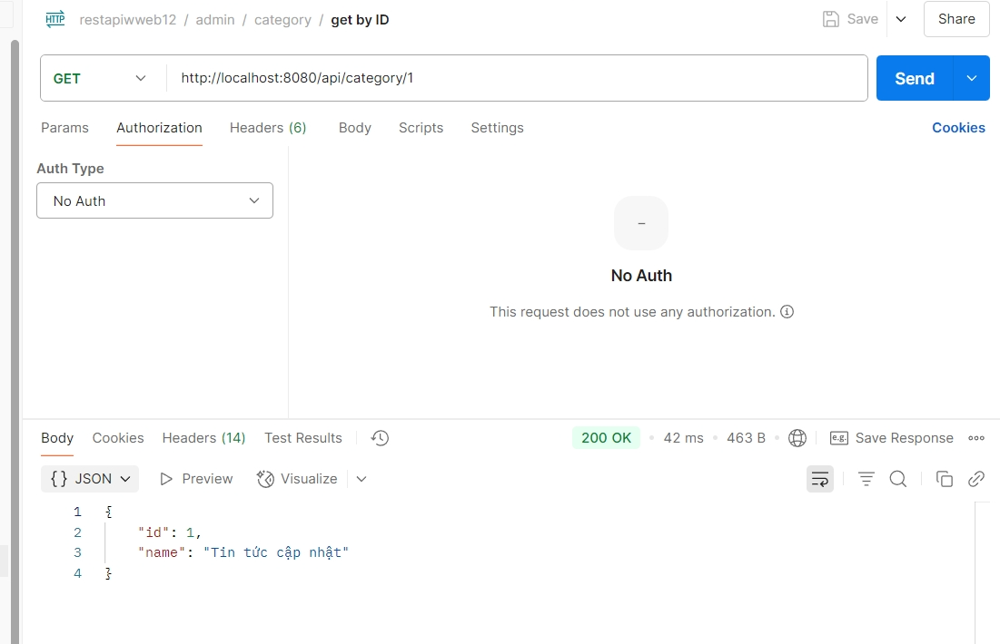 HTTP restapiwweb12 / admin / category / get by ID Save Share
GET http://localhost:8080/api/category/1 Send
Params Authorization Headers (6) Body Scripts Settings Cookies
Auth Type
No Auth
No Auth
This request does not use any authorization.
Body Cookies Headers (14) Test Results 200 OK • 42 ms • 463 B • e.g. Save Response
{} JSON Preview Visualize
1 {
2 "id": 1,
3 "name": "Tin tức cập nhật"
4 }